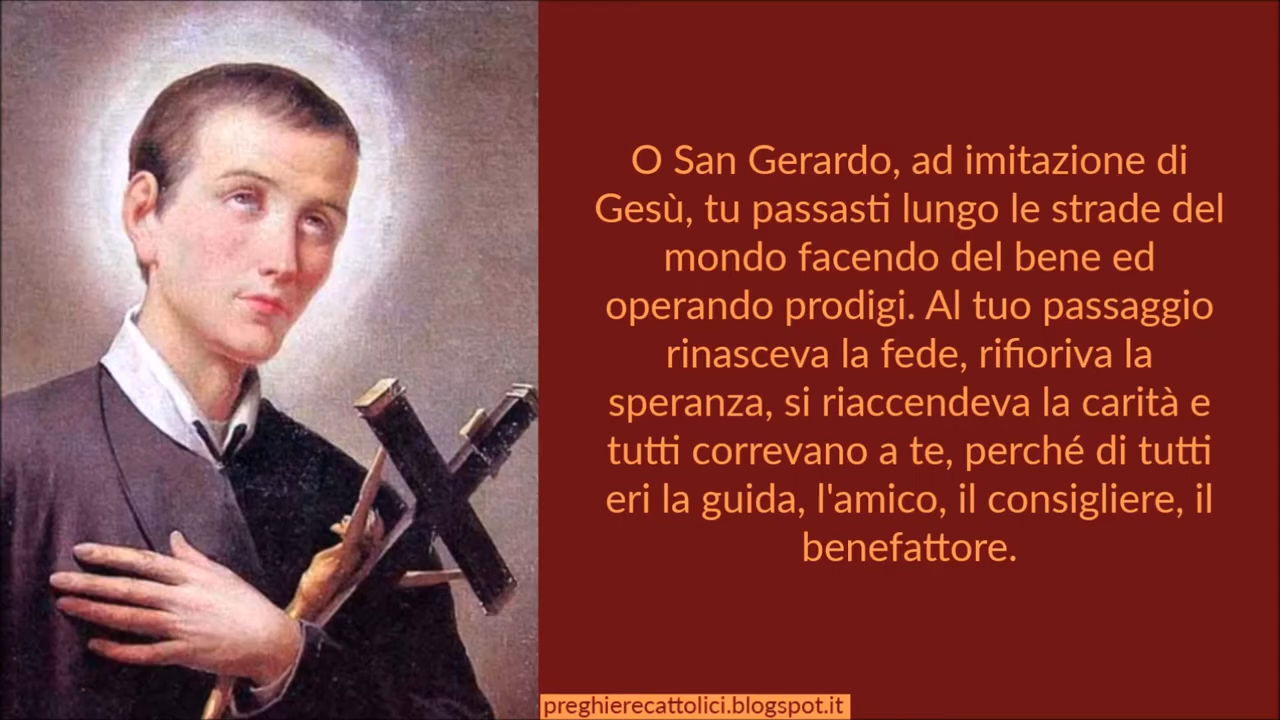 O San Gerardo, ad imitazione di
Gesù, tu passasti lungo le strade del
mondo facendo del bene ed
operando prodigi. Al tuo passaggio
rinasceva la fede, rifioriva la
speranza, si riaccendeva la carità e
tutti correvano a te, perché di tutti
eri la guida, l'amico, il consigliere, il
benefattore.
preghierecattolici.blogspot.it